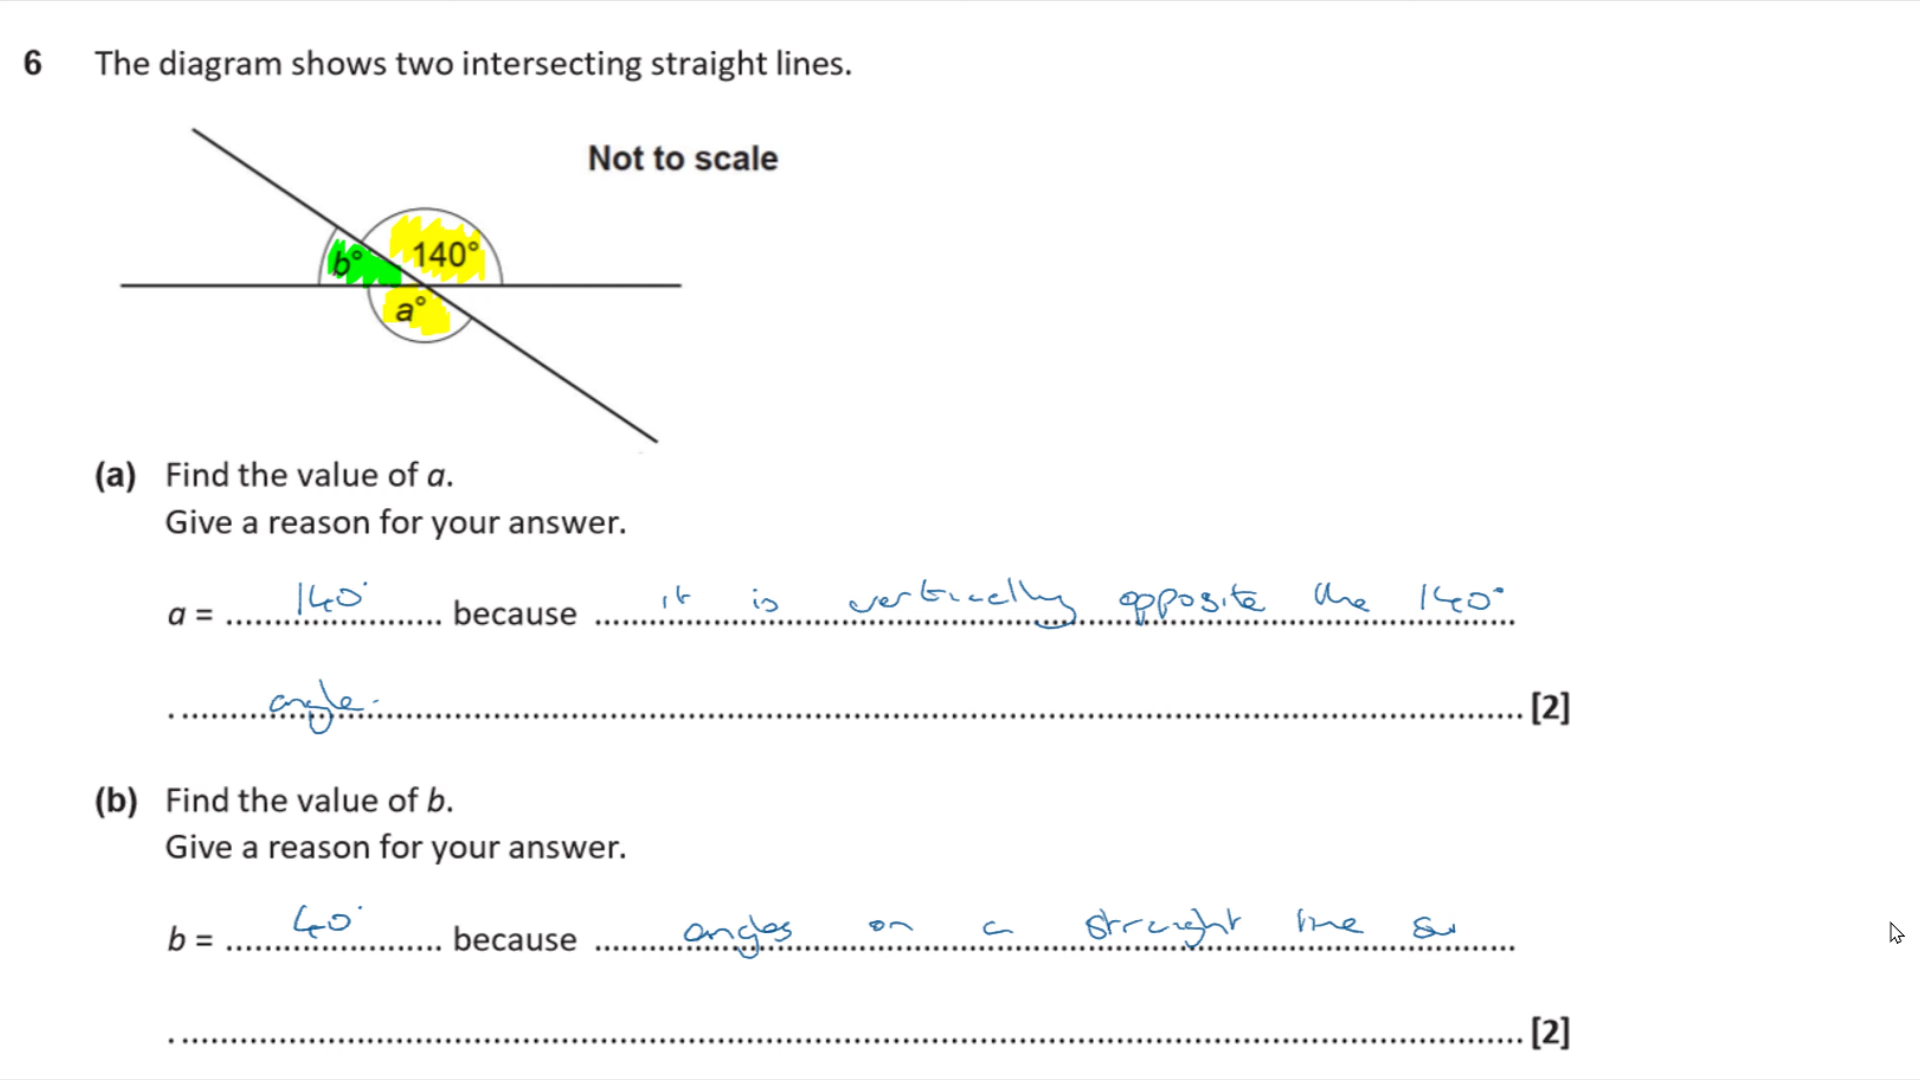 6 The diagram shows two intersecting straight lines.
Not to scale
b° 140°
a°
(a) Find the value of a.
Give a reason for your answer.
a = 140° because it is vertically opposite the 140°
angle. [2]
(b) Find the value of b.
Give a reason for your answer.
b = 40° because angles on a straight line su
[2]